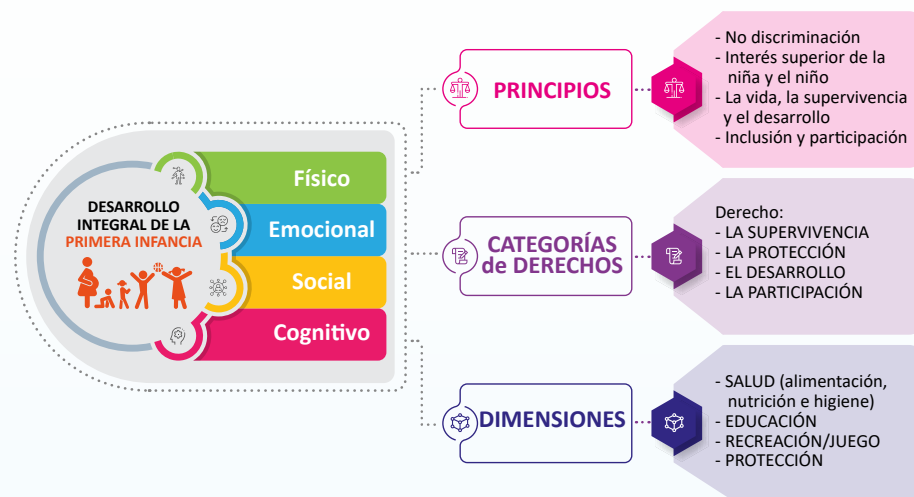 DESARROLLO
INTEGRAL DE LA
PRIMERA INFANCIA
Físico
Emocional
Social
Cognitivo
PRINCIPIOS
- No discriminación
- Interés superior de la
niña y el niño
- La vida, la supervivencia
y el desarrollo
- Inclusión y participación
CATEGORÍAS
de DERECHOS
Derecho:
- LA SUPERVIVENCIA
- LA PROTECCIÓN
- EL DESARROLLO
- LA PARTICIPACIÓN
DIMENSIONES
- SALUD (alimentación,
nutrición e higiene)
- EDUCACIÓN
- RECREACIÓN/JUEGO
- PROTECCIÓN